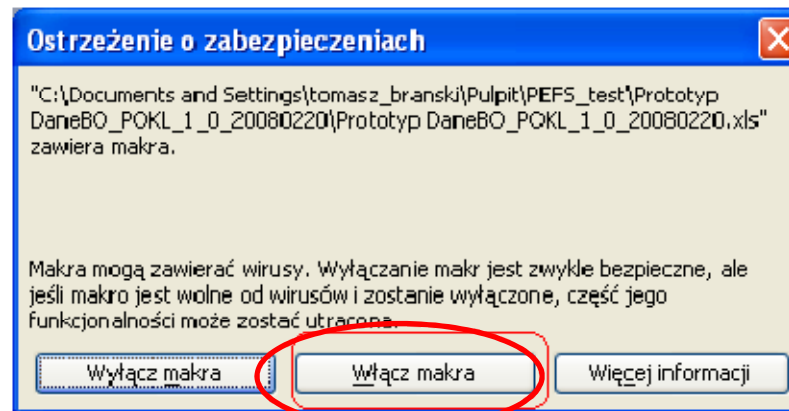 Ostrzeżenie o zabezpieczeniach
"C:\Documents and Settings\tomasz_branski\Pulpit\PEFS_test\Prototyp
DaneBO_POKL_1_0_20080220\Prototyp DaneBO_POKL_1_0_20080220.xls"
zawiera makra.
Makra mogą zawierać wirusy. Wyłączanie makr jest zwykle bezpieczne, ale
jeśli makro jest wolne od wirusów i zostanie wyłączone, część jego
funkcjonalności może zostać utracona.
Wyłącz makra Włącz makra Więcej informacji